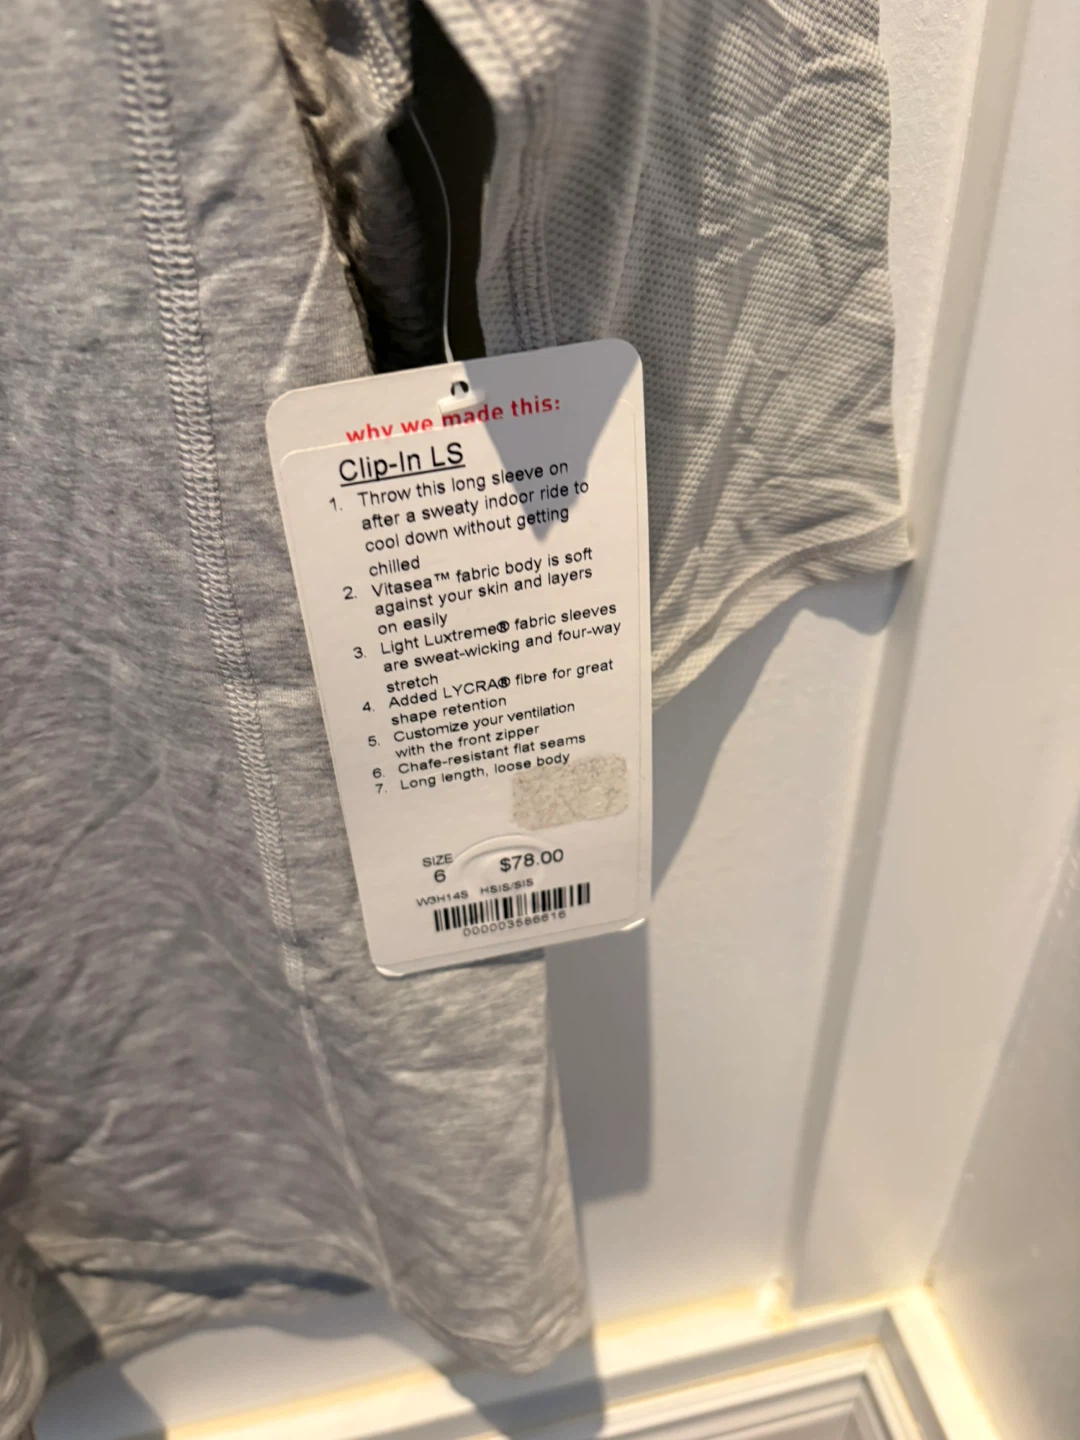 why we made this:
Clip-In LS
1. Throw this long sleeve on
after a sweaty indoor ride to
cool down without getting
chilled
2. Vitasea™ fabric body is soft
against your skin and layers
on easily
3. Light Luxtreme® fabric sleeves
are sweat-wicking and four-way
stretch
4. Added LYCRA® fibre for great
shape retention
5. Customize your ventilation
with the front zipper
6. Chafe-resistant flat seams
7. Long length, loose body
SIZE
6
$78.00
W3H14S HSIS/SIS
000003586616